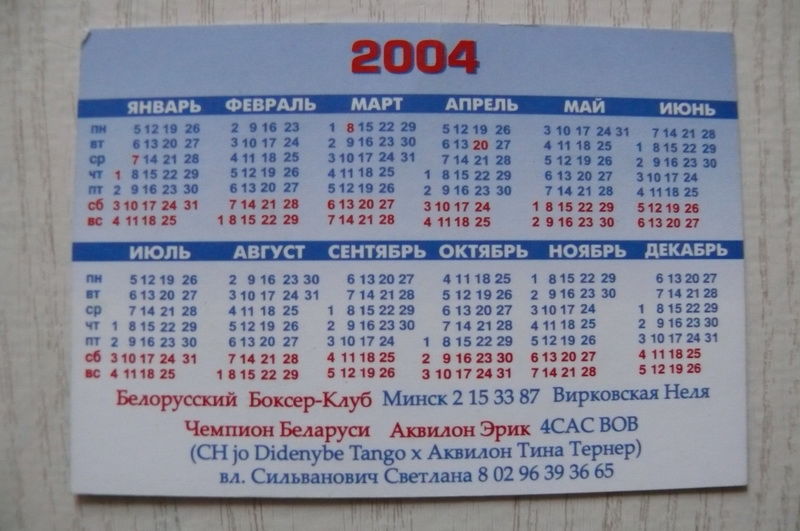 2004
ЯНВАРЬ ФЕВРАЛЬ МАРТ АПРЕЛЬ МАЙ ИЮНЬ
пн 5 12 19 26 2 9 16 23 1 8 15 22 29 5 12 19 26 3 10 17 24 31 7 14 21 28
вт 6 13 20 27 3 10 17 24 2 9 16 23 30 6 13 20 27 4 11 18 25 1 8 15 22 29
ср 7 14 21 28 4 11 18 25 3 10 17 24 31 7 14 21 28 5 12 19 26 2 9 16 23 30
чт 1 8 15 22 29 5 12 19 26 4 11 18 25 1 8 15 22 29 6 13 20 27 3 10 17 24
пт 2 9 16 23 30 6 13 20 27 5 12 19 26 2 9 16 23 30 7 14 21 28 4 11 18 25
сб 3 10 17 24 31 7 14 21 28 6 13 20 27 3 10 17 24 1 8 15 22 29 5 12 19 26
вс 4 11 18 25 1 8 15 22 29 7 14 21 28 4 11 18 25 2 9 16 23 30 6 13 20 27
ИЮЛЬ АВГУСТ СЕНТЯБРЬ ОКТЯБРЬ НОЯБРЬ ДЕКАБРЬ
пн 5 12 19 26 2 9 16 23 30 6 13 20 27 4 11 18 25 1 8 15 22 29 6 13 20 27
вт 6 13 20 27 3 10 17 24 31 7 14 21 28 5 12 19 26 2 9 16 23 30 7 14 21 28
ср 7 14 21 28 4 11 18 25 1 8 15 22 29 6 13 20 27 3 10 17 24 1 8 15 22 29
чт 1 8 15 22 29 5 12 19 26 2 9 16 23 30 7 14 21 28 4 11 18 25 2 9 16 23 30
пт 2 9 16 23 30 6 13 20 27 3 10 17 24 1 8 15 22 29 5 12 19 26 3 10 17 24 31
сб 3 10 17 24 31 7 14 21 28 4 11 18 25 2 9 16 23 30 6 13 20 27 4 11 18 25
вс 4 11 18 25 1 8 15 22 29 5 12 19 26 3 10 17 24 31 7 14 21 28 5 12 19 26
Белорусский Боксер-Клуб Минск 2 15 33 87 Вирковская Неля
Чемпион Беларуси Аквилон Эрик 4САС ВОВ
(CH jo Didenybe Tango x Аквилон Тина Тернер)
вл. Сильванович Светлана 8 02 96 39 36 65